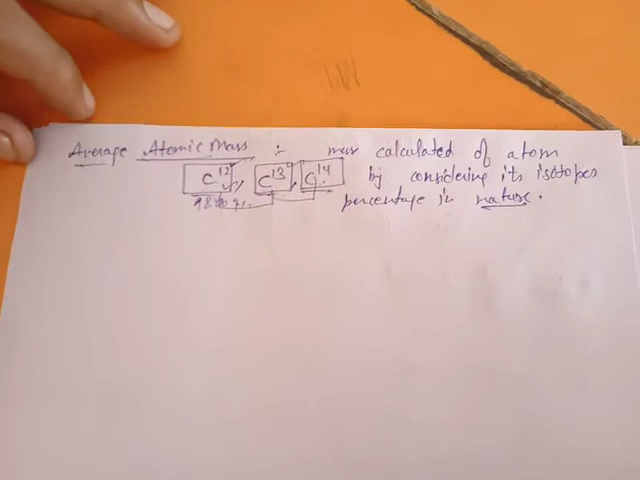 Average Atomic Mass :- mass calculated of atom
C¹², C¹³, C¹⁴ by considering its isotopes
percentage in nature.